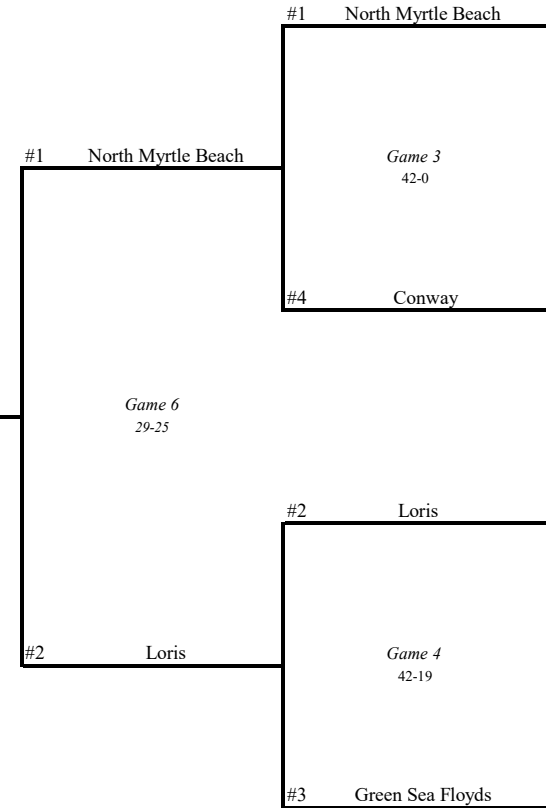 #1 North Myrtle Beach
#1 North Myrtle Beach
Game 3
42-0
#4 Conway
Game 6
29-25
#2 Loris
#2 Loris
Game 4
42-19
#3 Green Sea Floyds